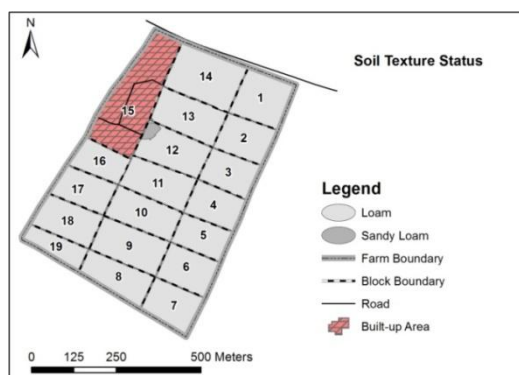 N
Soil Texture Status
14
1
15
13
2
12
16
3
11
17
4
10
18
5
9
19
6
8
7
Legend
Loam
Sandy Loam
Farm Boundary
Block Boundary
Road
Built-up Area
0 125 250 500 Meters